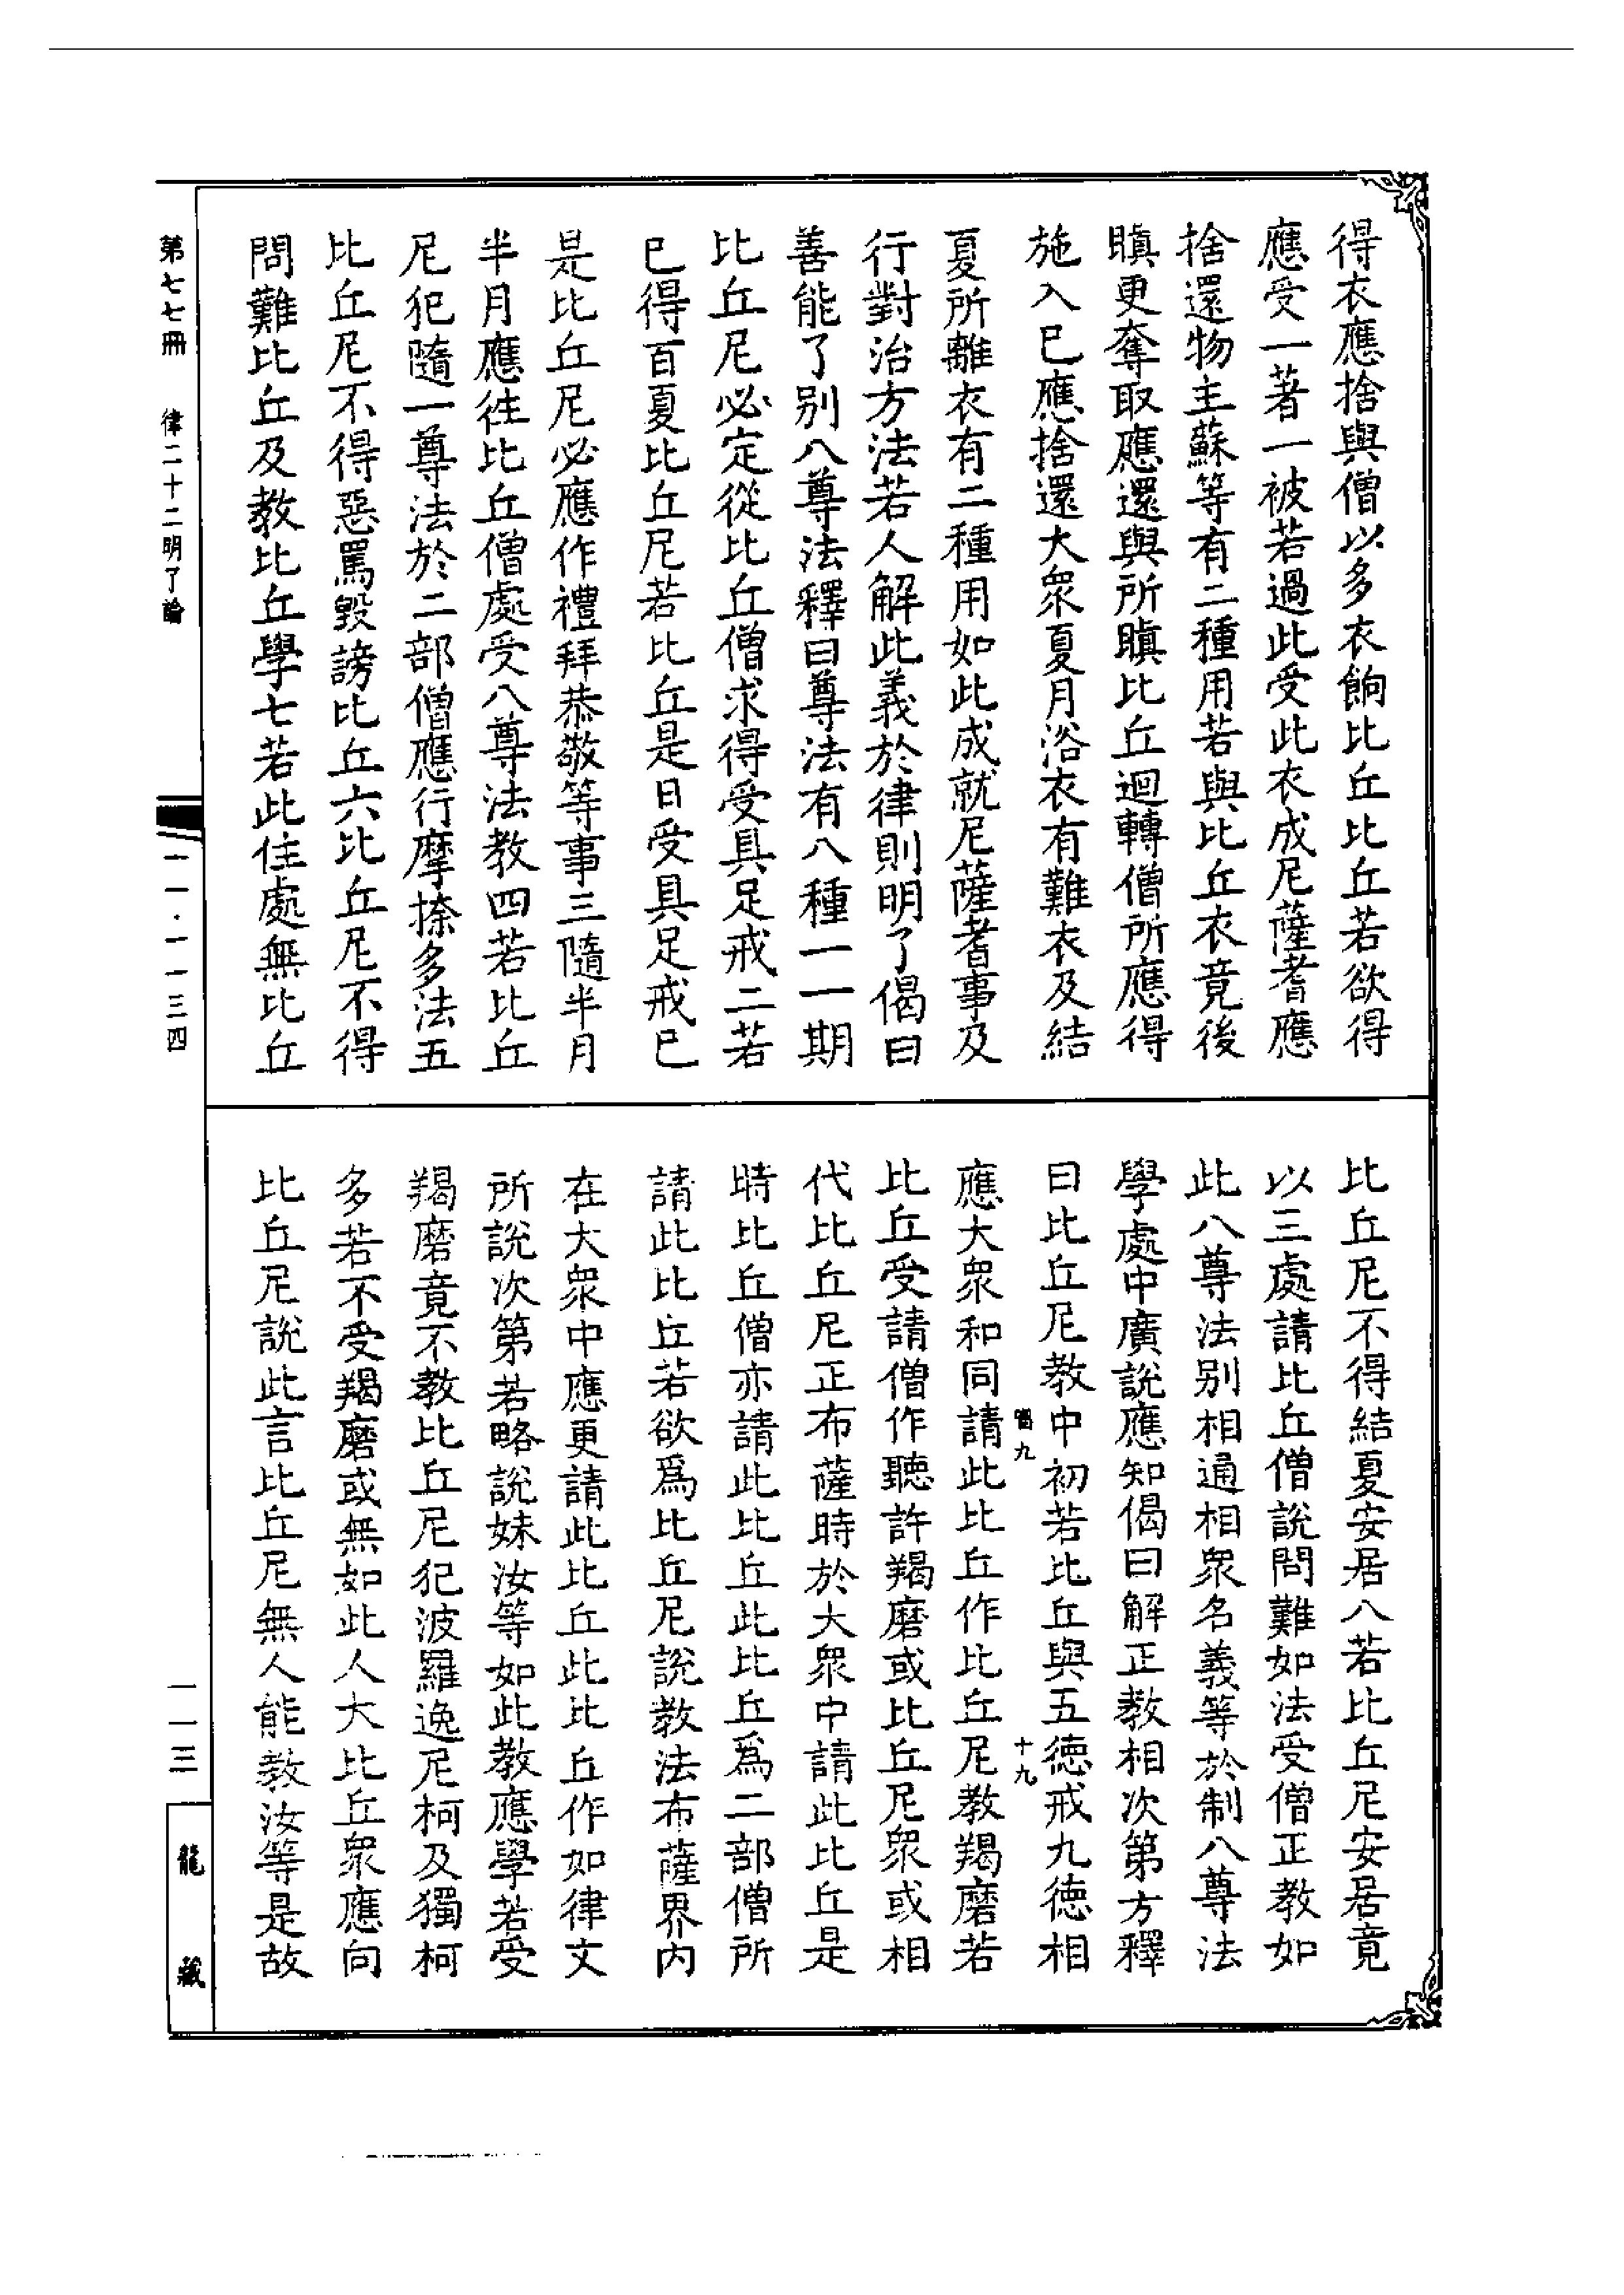 得衣應捨與僧以多衣餉比丘比丘若欲得
應受一著一被若過此受此衣成尼薩耆應
捨還物主蘇等有二種用若與比丘衣竟後
瞋更奪取應還與所瞋比丘迴轉僧所應得
施入已應捨還大衆夏月浴衣有難衣及結
夏所離衣有二種用如此成就尼薩耆事及
行對治方法若人解此義於律則明了偈曰
善能了别八尊法釋曰尊法有八種一一期
比丘尼必定從比丘僧求得受具足戒二若
已得百夏比丘尼若比丘是日受具足戒已
是比丘尼必應作禮拜恭敬等事三隨半月
半月應徃比丘僧處受八尊法教四若比丘
尼犯隨一尊法於二部僧應行摩捺多法五
比丘尼不得惡罵毀謗比丘六比丘尼不得
問難比丘及教比丘學七若此住處無比丘
比丘尼不得結夏安居八若比丘尼安居竟
以三處請比丘僧說問難如法受僧正教如
此八尊法别相通相衆名義等於制八尊法
學處中廣說應知偈曰解正教相次第方釋
曰比丘尼教中初若比丘與五德戒九德相
應大衆和同請此比丘作比丘尼教羯磨若
比丘受請僧作聽許羯磨或比丘尼衆或相
代比丘尼正布薩時於大衆中請此比丘是
時比丘僧亦請此比丘此比丘爲二部僧所
請此比丘若欲爲比丘尼說教法布薩界内
在大衆中應更請此比丘此比丘作如律文
所說次第若略說妹汝等如此教應學若受
羯磨竟不教比丘尼犯波羅逸尼柯及獨柯
多若不受羯磨或無如此人大比丘衆應向
比丘尼說此言比丘尼無人能教汝等是故
十九
第七七冊 律二十二明了論
一一·一一三四
一一三
龍藏